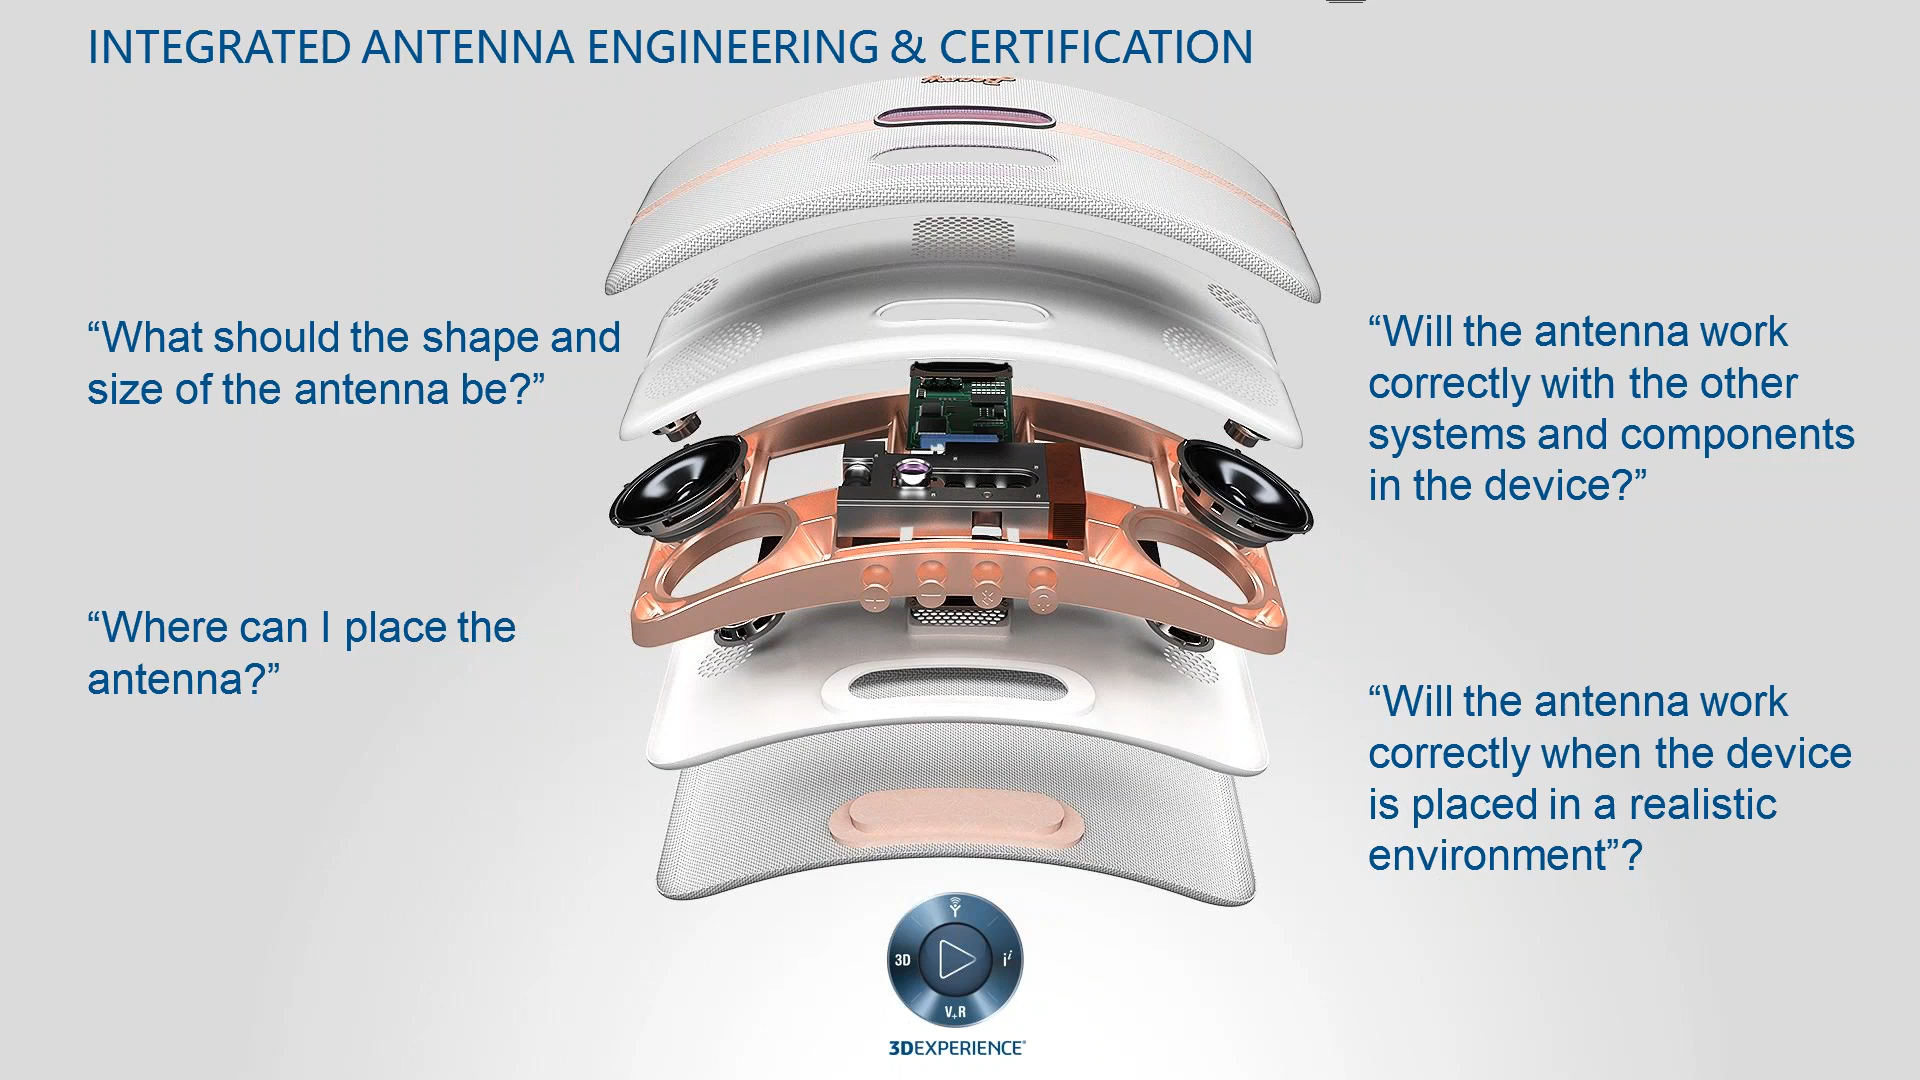 INTEGRATED ANTENNA ENGINEERING & CERTIFICATION
“What should the shape and
size of the antenna be?”
“Where can I place the
antenna?”
“Will the antenna work
correctly with the other
systems and components
in the device?”
“Will the antenna work
correctly when the device
is placed in a realistic
environment”?
3D
i
V+R
3DEXPERIENCE®